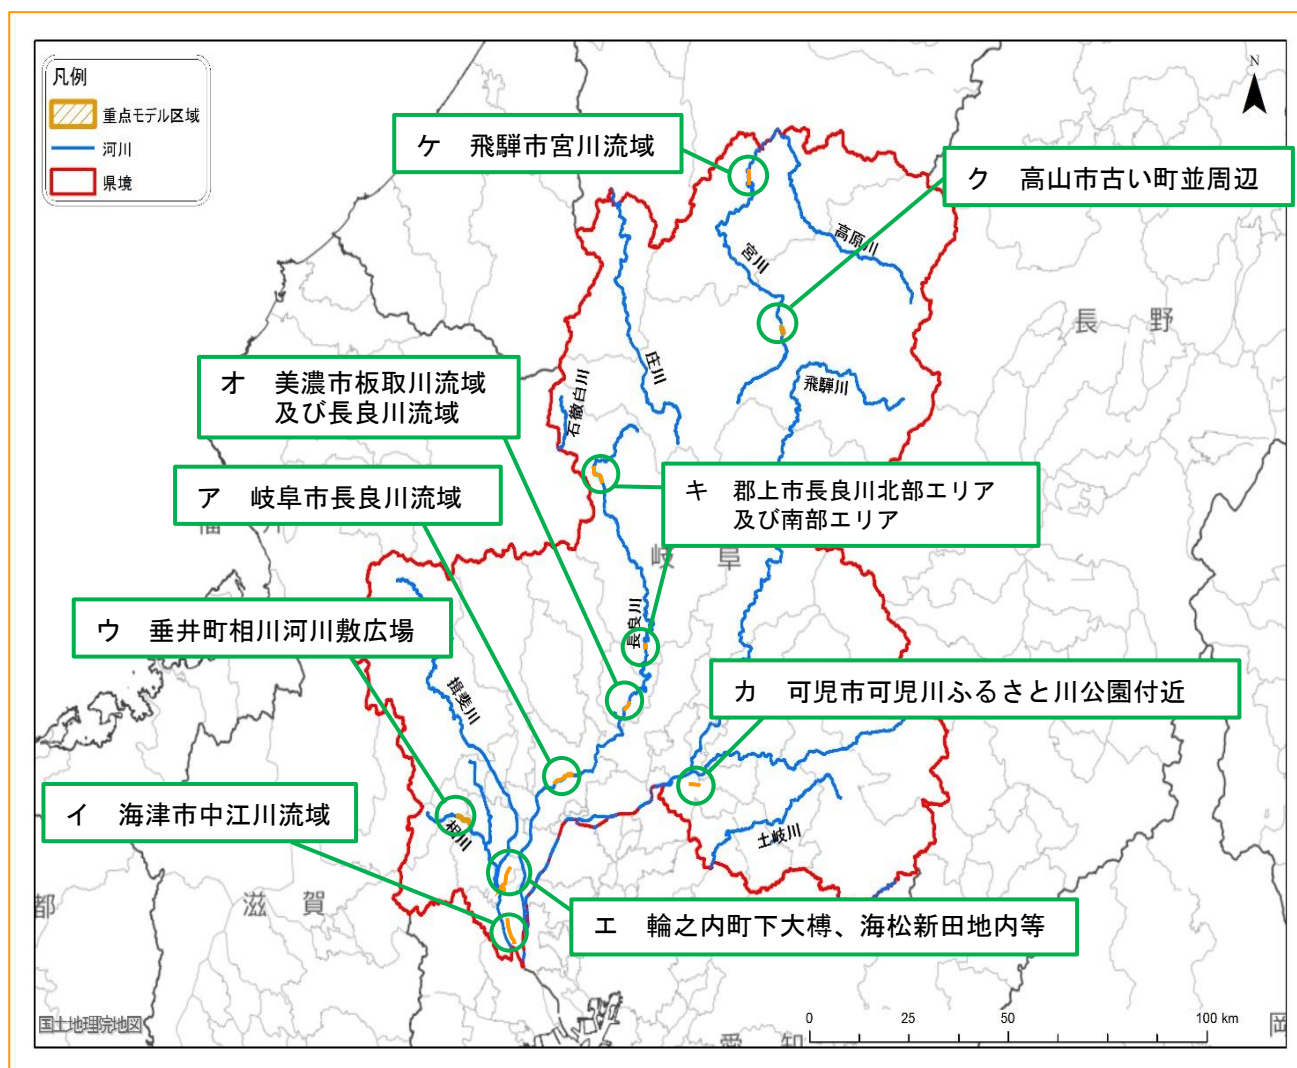 凡例
重点モデル区域
河川
県境
N
ケ 飛騨市宮川流域
ク 高山市古い町並周辺
高原川
宮川
長 野
オ 美濃市板取川流域
及び長良川流域
石徹白川
庄川
飛騨川
ア 岐阜市長良川流域
キ 郡上市長良川北部エリア
及び南部エリア
岐 阜
ウ 垂井町相川河川敷広場
長良川
揖斐川
カ 可児市可児川ふるさと川公園付近
イ 海津市中江川流域
相川
土岐川
都
滋 賀
エ 輪之内町下大榑、海松新田地内等
国土地理院地図
0 25 50 100 km